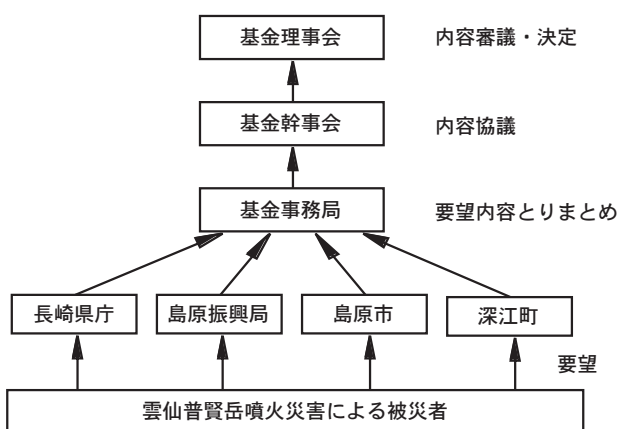 基金理事会
内容審議・決定
基金幹事会
内容協議
基金事務局
要望内容とりまとめ
長崎県庁
島原振興局
島原市
深江町
要望
雲仙普賢岳噴火災害による被災者